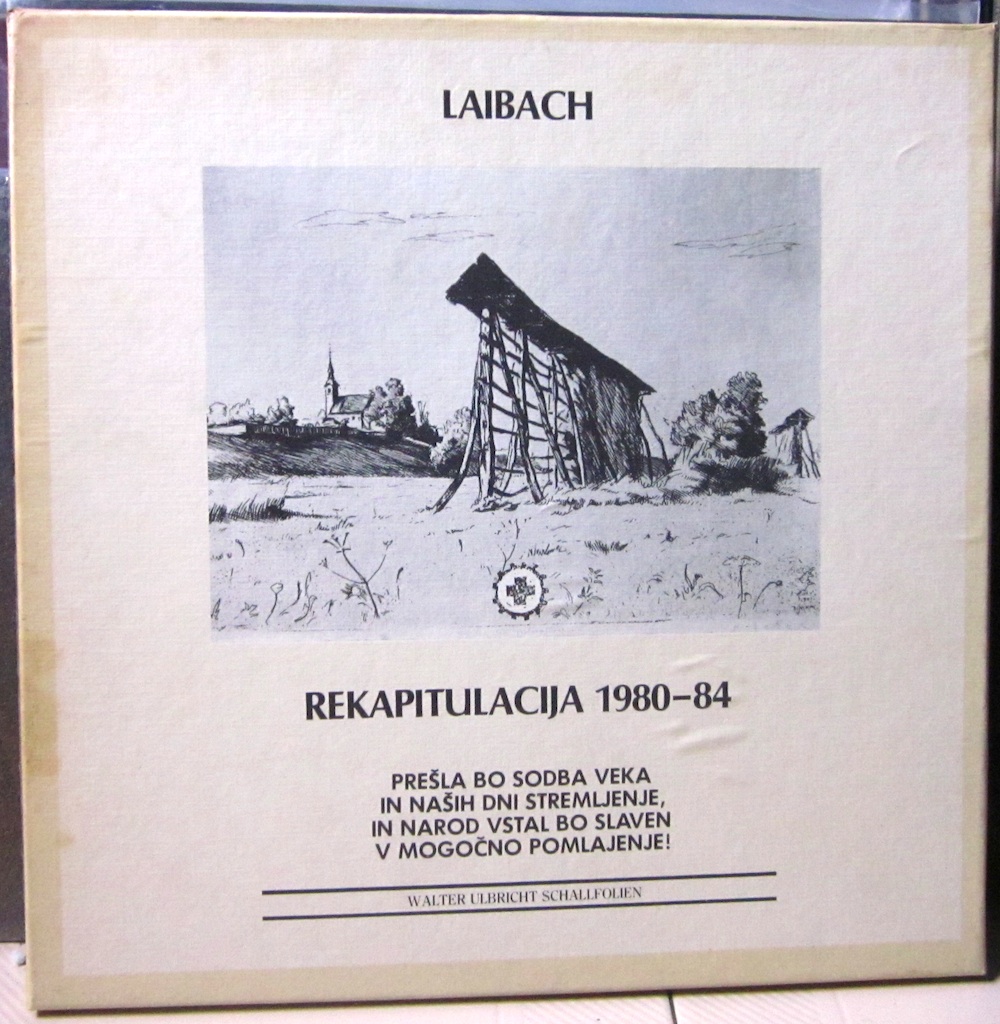 LAIBACH
REKAPITULACIJA 1980–84
PREŠLA BO SODBA VEKA
IN NAŠIH DNI STREMLJENJE,
IN NAROD VSTAL BO SLAVEN
V MOGOČNO POMLAJENJE!
WALTER ULBRICHT SCHALLFOLIEN